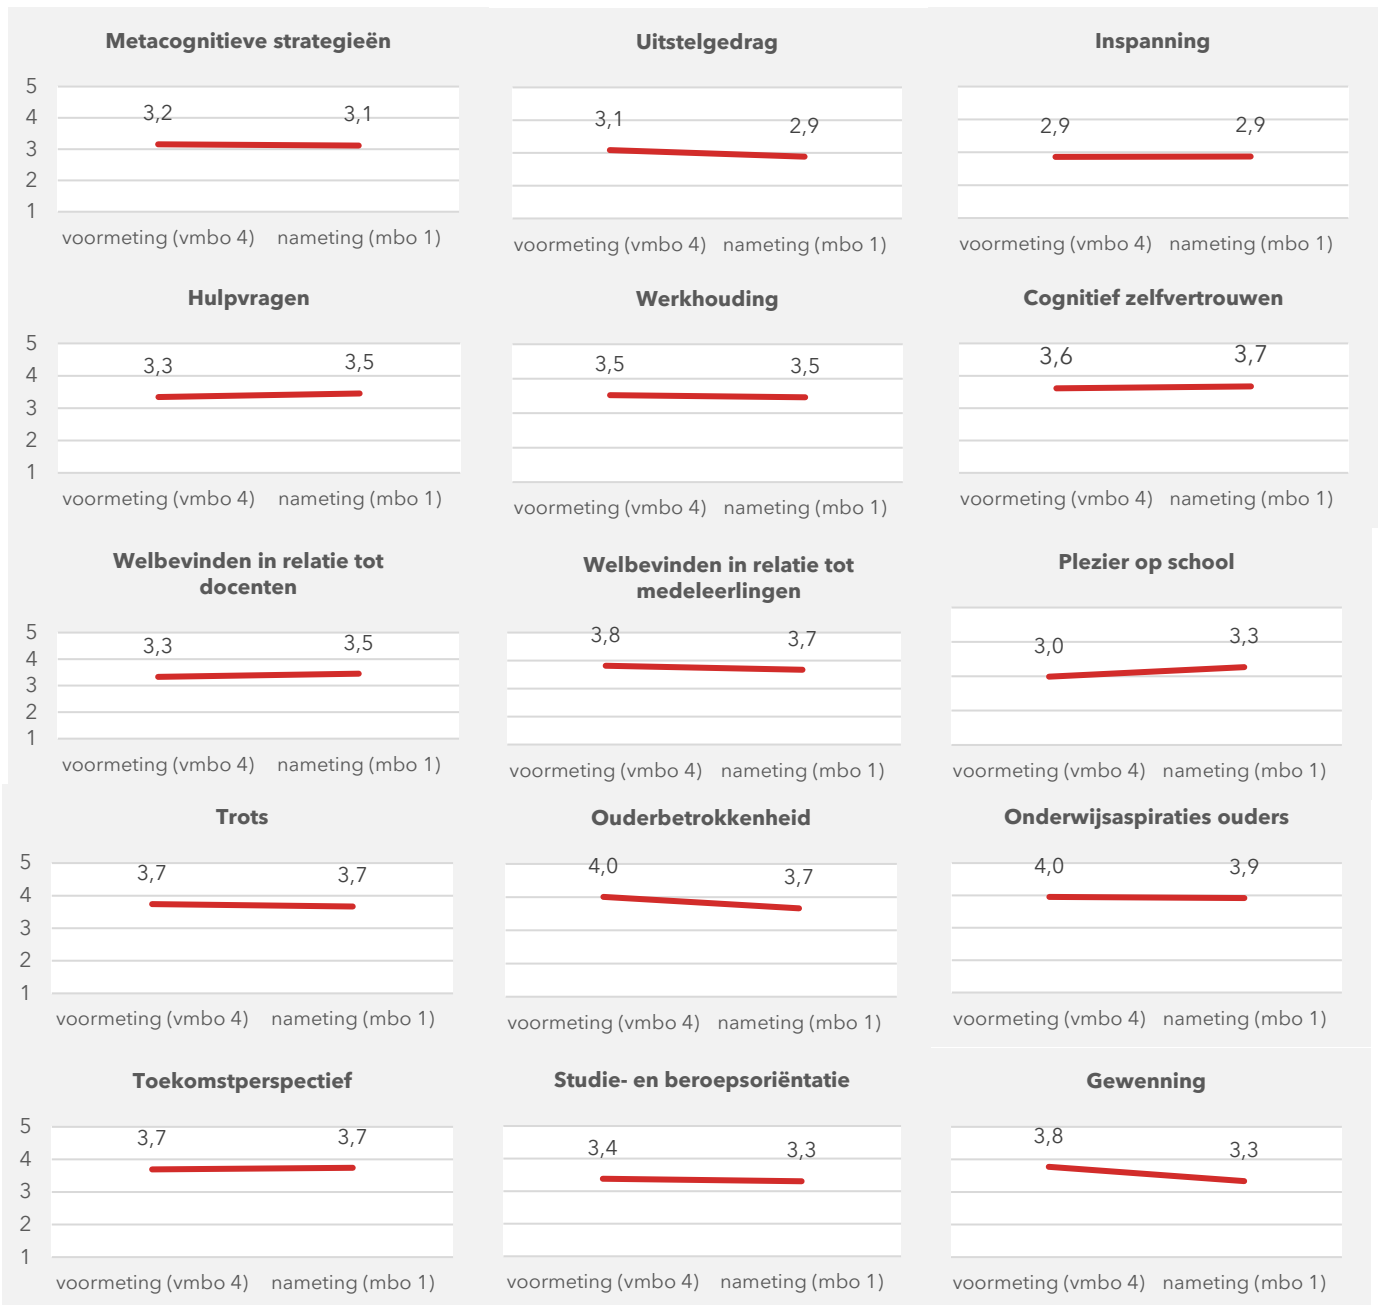 Metacognitieve strategieën
5
4
3
2
1
3,2
3,1
voormeting (vmbo 4) nameting (mbo 1)
Uitstelgedrag
3,1
2,9
voormeting (vmbo 4) nameting (mbo 1)
Inspanning
2,9
2,9
voormeting (vmbo 4) nameting (mbo 1)
Hulpvragen
5
4
3
2
1
3,3
3,5
voormeting (vmbo 4) nameting (mbo 1)
Werkhouding
3,5
3,5
voormeting (vmbo 4) nameting (mbo 1)
Cognitief zelfvertrouwen
3,6
3,7
voormeting (vmbo 4) nameting (mbo 1)
Welbevinden in relatie tot
docenten
5
4
3
2
1
3,3
3,5
voormeting (vmbo 4) nameting (mbo 1)
Welbevinden in relatie tot
medeleerlingen
3,8
3,7
voormeting (vmbo 4) nameting (mbo 1)
Plezier op school
3,0
3,3
voormeting (vmbo 4) nameting (mbo 1)
Trots
5
4
3
2
1
3,7
3,7
voormeting (vmbo 4) nameting (mbo 1)
Ouderbetrokkenheid
4,0
3,7
voormeting (vmbo 4) nameting (mbo 1)
Onderwijsaspiraties ouders
4,0
3,9
voormeting (vmbo 4) nameting (mbo 1)
Toekomstperspectief
5
4
3
2
1
3,7
3,7
voormeting (vmbo 4) nameting (mbo 1)
Studie- en beroepsoriëntatie
3,4
3,3
voormeting (vmbo 4) nameting (mbo 1)
Gewenning
3,8
3,3
voormeting (vmbo 4) nameting (mbo 1)